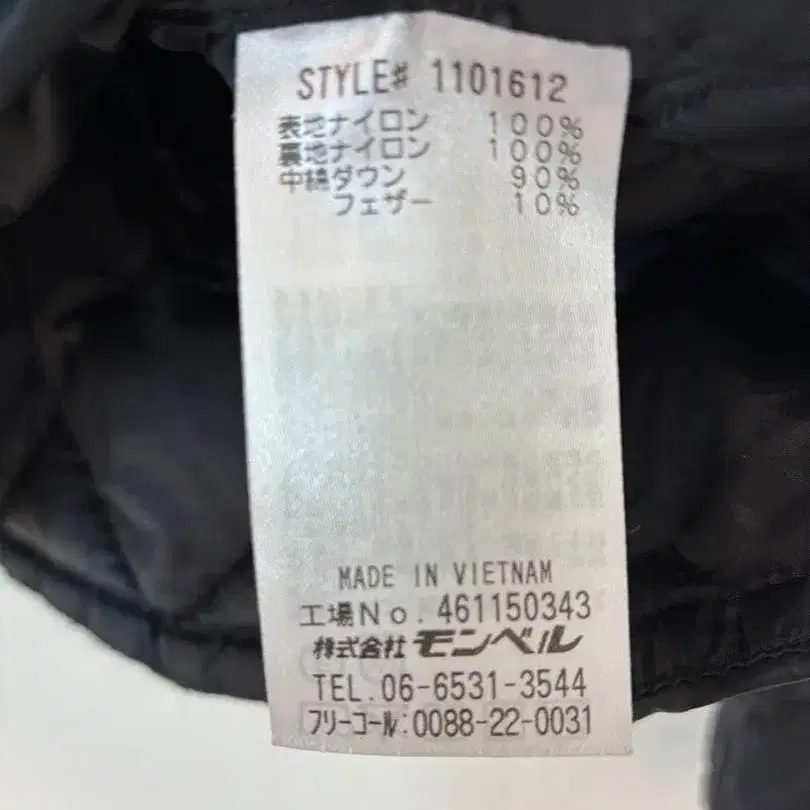 STYLE# 1101612
表地ナイロン 100%
裏地ナイロン 100%
中綿ダウン 90%
フェザー 10%
MADE IN VIETNAM
工場No. 461150343
株式会社 モンベル
TEL.06-6531-3544
フリーコール:0088-22-0031